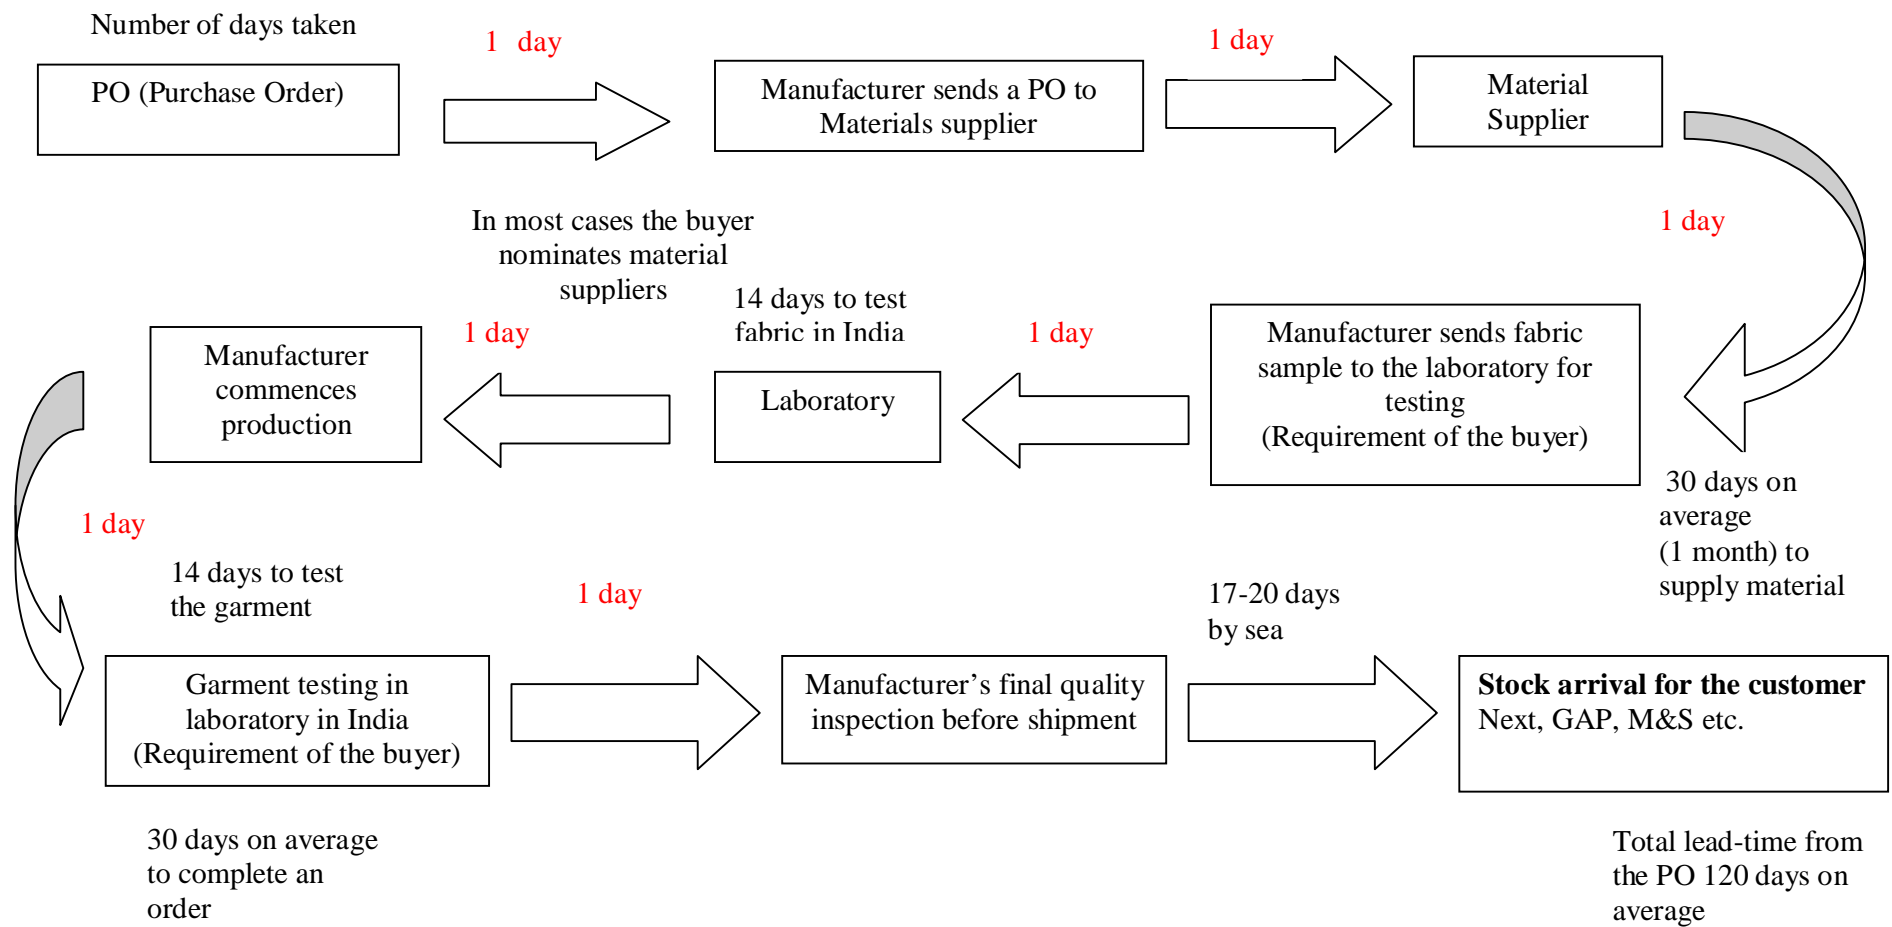 Number of days taken
1 day
1 day
PO (Purchase Order)
Manufacturer sends a PO to
Materials supplier
Material
Supplier
1 day
In most cases the buyer
nominates material
suppliers
14 days to test
fabric in India
1 day
1 day
Manufacturer
commences
production
Laboratory
Manufacturer sends fabric
sample to the laboratory for
testing
(Requirement of the buyer)
30 days on
average
(1 month) to
supply material
1 day
14 days to test
the garment
1 day
17-20 days
by sea
Garment testing in
laboratory in India
(Requirement of the buyer)
Manufacturer’s final quality
inspection before shipment
Stock arrival for the customer
Next, GAP, M&S etc.
30 days on average
to complete an
order
Total lead-time from
the PO 120 days on
average